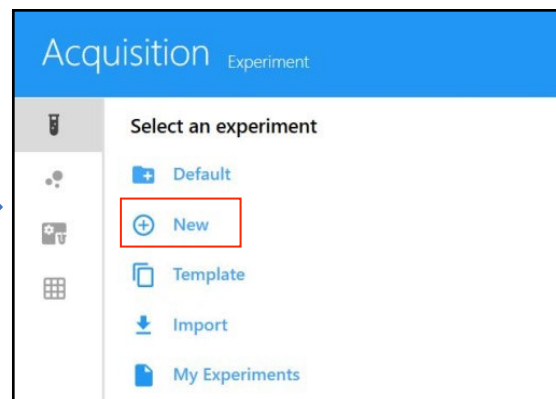 Acquisition Experiment
Select an experiment
Default
New
Template
Import
My Experiments